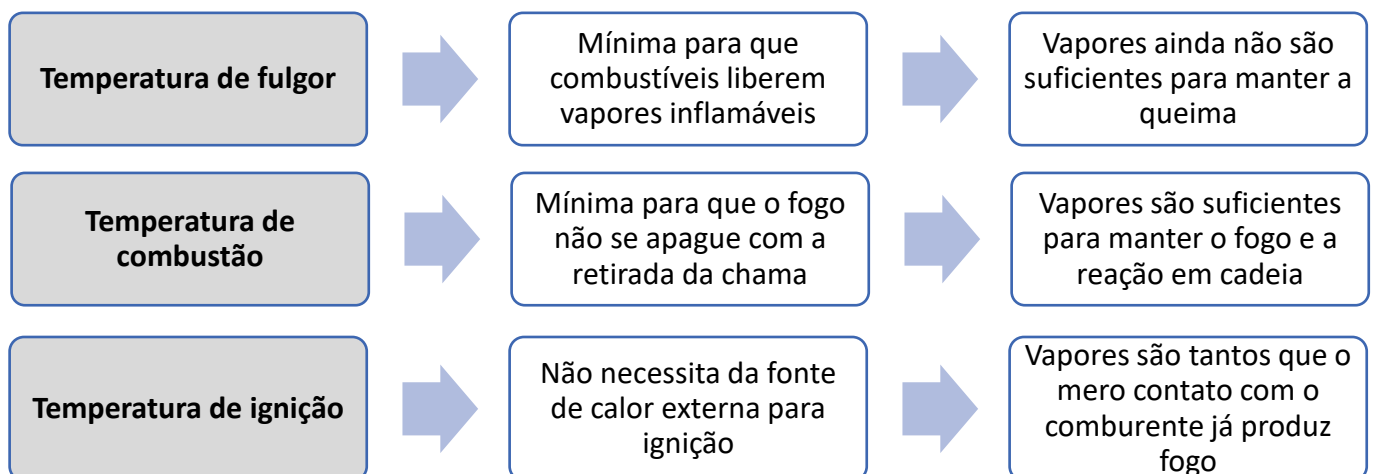 Temperatura de fulgor
Mínima para que
combustíveis liberem
vapores inflamáveis
Vapores ainda não são
suficientes para manter a
queima
Temperatura de
combustão
Mínima para que o fogo
não se apague com a
retirada da chama
Vapores são suficientes
para manter o fogo e a
reação em cadeia
Temperatura de ignição
Não necessita da fonte
de calor externa para
ignição
Vapores são tantos que o
mero contato com o
comburente já produz
fogo